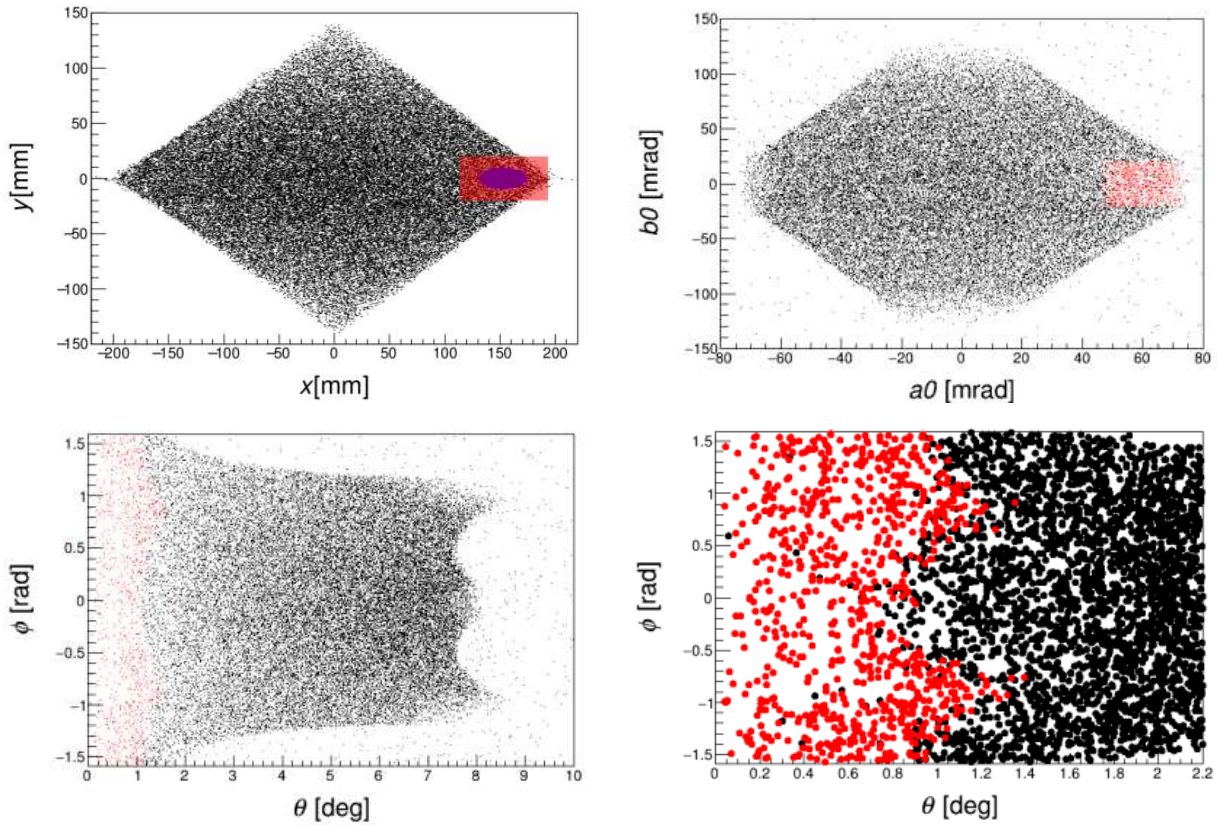 150
100
50
0
−50
−100
−150
y[mm]
−200 −150 −100 −50 0 50 100 150 200
x[mm]
150
100
50
0
−50
−100
−150
b0 [mrad]
−80 −60 −40 −20 0 20 40 60 80
a0 [mrad]
1.5
1
0.5
0
−0.5
−1
−1.5
ϕ [rad]
0 1 2 3 4 5 6 7 8 9 10
θ [deg]
1.5
1
0.5
0
−0.5
−1
−1.5
ϕ [rad]
0 0.2 0.4 0.6 0.8 1 1.2 1.4 1.6 1.8 2 2.2
θ [deg]